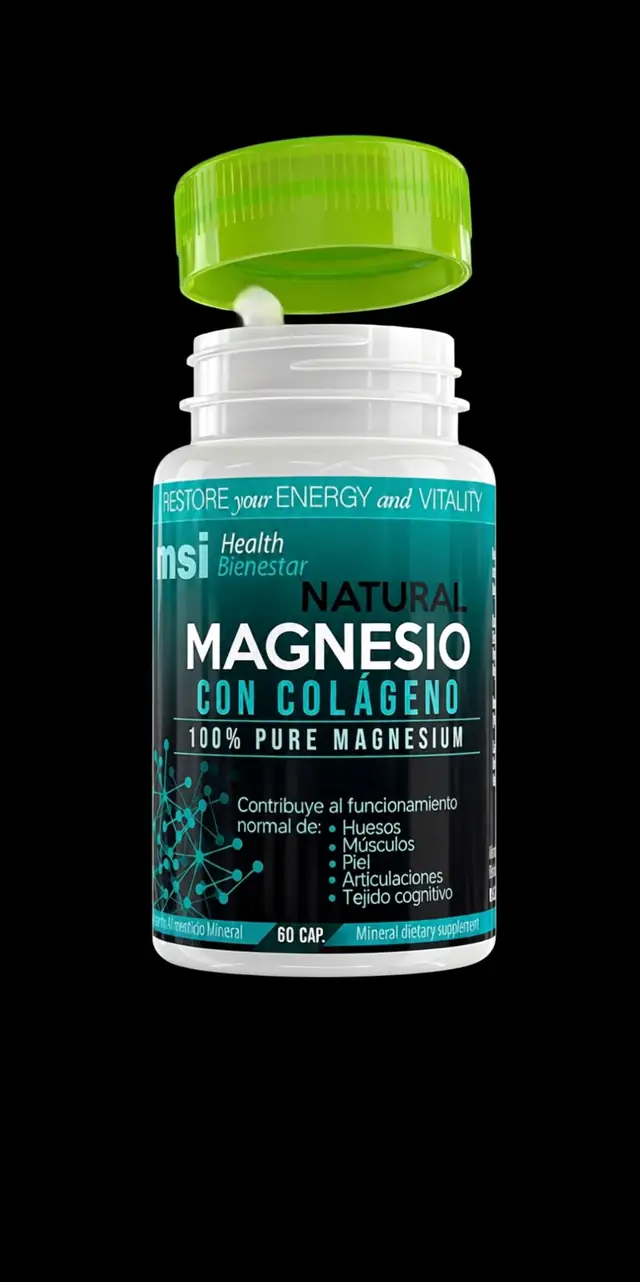 RESTORE your ENERGY and VITALITY
msi Health
Bienestar
NATURAL
MAGNESIO
CON COLÁGENO
100% PURE MAGNESIUM
Contribuye al funcionamiento
normal de: • Huesos
• Músculos
• Piel
• Articulaciones
• Tejido cognitivo
Alimenticio Mineral 60 CAP. Mineral dietary supplement